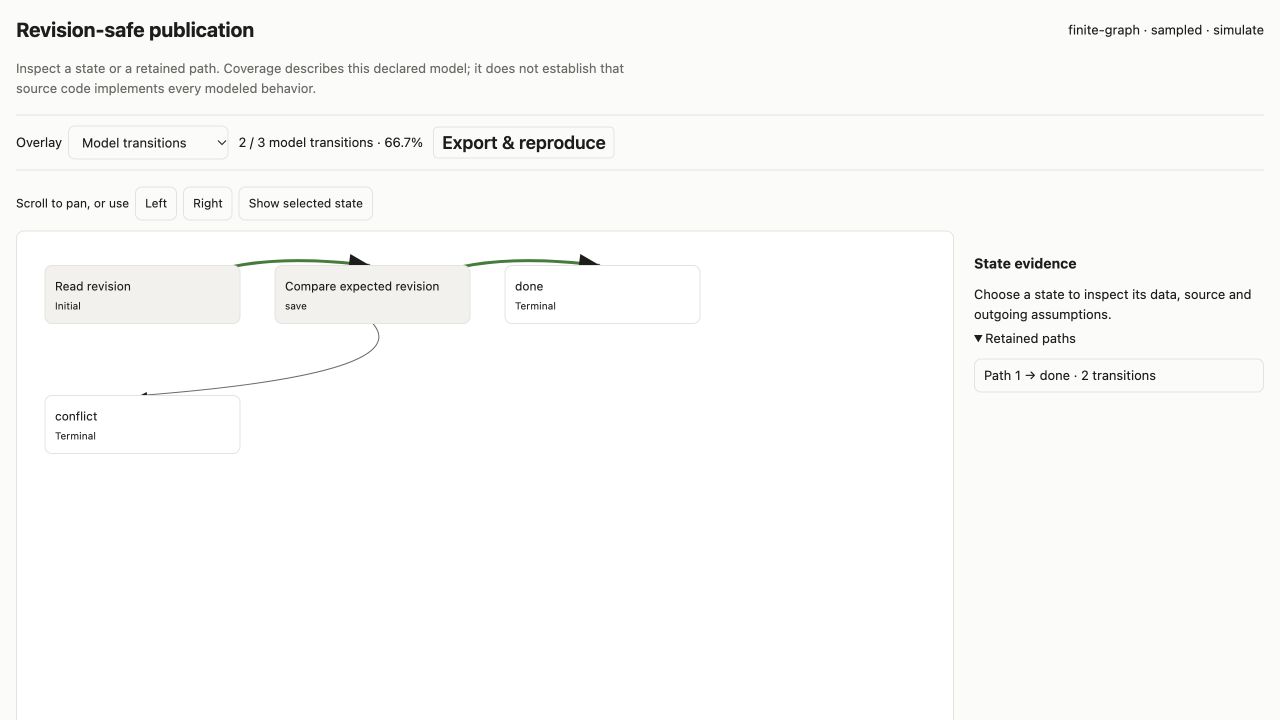 Revision-safe publication
finite-graph · sampled · simulate
Inspect a state or a retained path. Coverage describes this declared model; it does not establish that
source code implements every modeled behavior.
Overlay Model transitions 2 / 3 model transitions · 66.7% Export & reproduce
Scroll to pan, or use Left Right Show selected state
Read revision
Initial
Compare expected revision
save
done
Terminal
conflict
Terminal
State evidence
Choose a state to inspect its data, source and
outgoing assumptions.
▼ Retained paths
Path 1 → done · 2 transitions